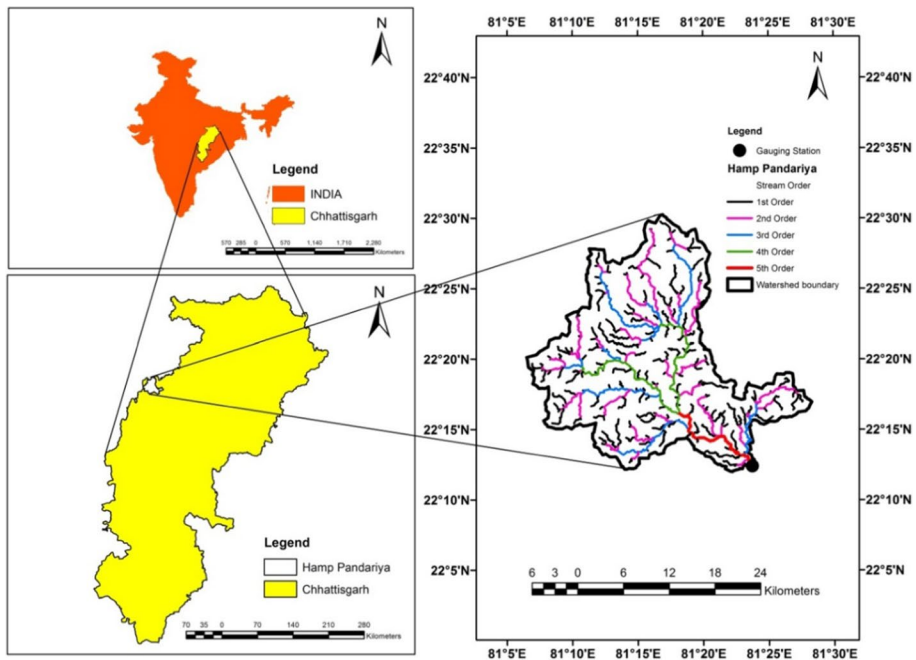 N
Legend
INDIA
Chhattisgarh
570 285 0 570 1,140 1,710 2,280
Kilometers
N
Legend
Hamp Pandariya
Chhattisgarh
70 35 0 70 140 210 280
Kilometers
81°5'E 81°10'E 81°15'E 81°20'E 81°25'E 81°30'E
22°40'N 22°40'N
22°35'N 22°35'N
22°30'N 22°30'N
22°25'N 22°25'N
22°20'N 22°20'N
22°15'N 22°15'N
22°10'N 22°10'N
22°5'N 22°5'N
N
Legend
Gauging Station
Hamp Pandariya
Stream Order
1st Order
2nd Order
3rd Order
4th Order
5th Order
Watershed boundary
6 3 0 6 12 18 24
Kilometers
81°5'E 81°10'E 81°15'E 81°20'E 81°25'E 81°30'E